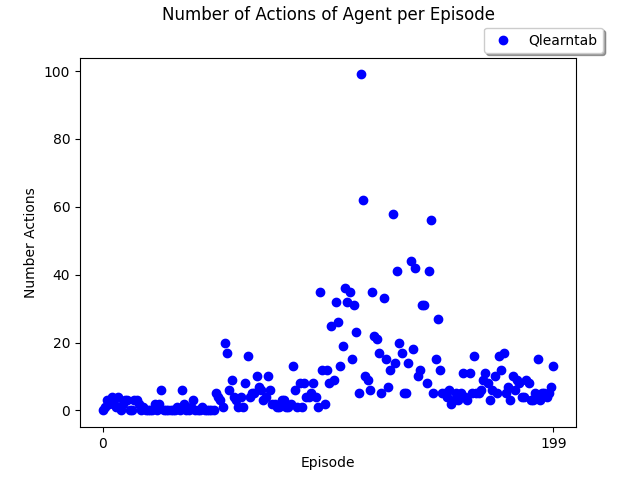 Number of Actions of Agent per Episode
Qlearntab
100
80
60
40
20
0
Number Actions
0 199
Episode